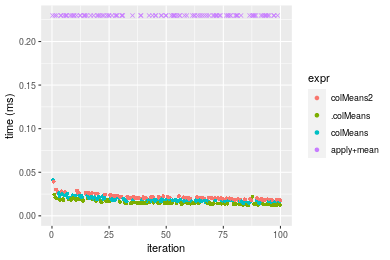 0.20
0.15
0.10
0.05
0.00
time (ms)
0
25
50
75
100
iteration
expr
colMeans2
.colMeans
colMeans
apply+mean